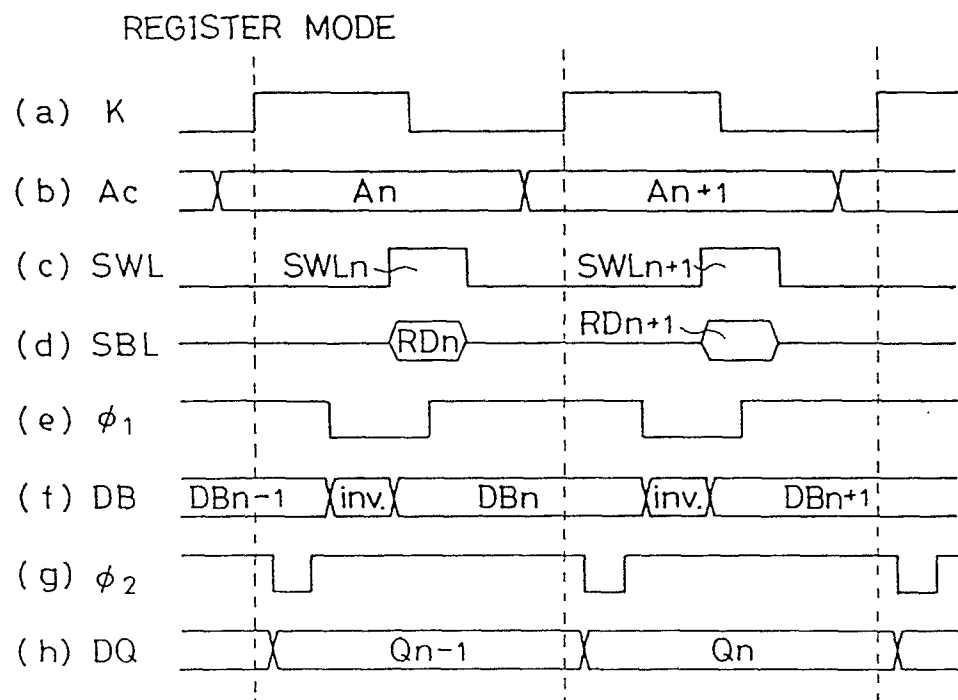 REGISTER MODE
(a) K
(b) Ac An An+1
(c) SWL SWLn SWLn+1
(d) SBL RDn RDn+1
(e) ϕ1
(f) DB DBn-1 inv. DBn inv. DBn+1
(g) ϕ2
(h) DQ Qn-1 Qn